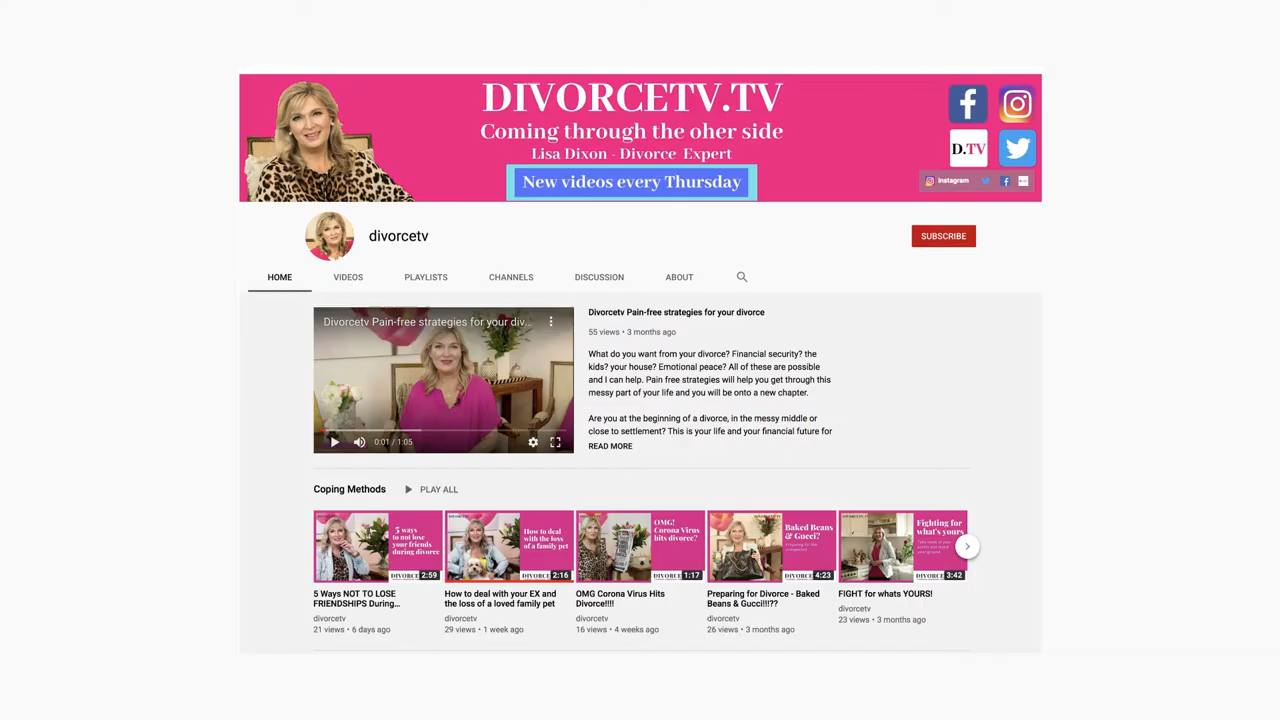 DIVORCETV.TV
Coming through the oher side
Lisa Dixon - Divorce Expert
New videos every Thursday
D.TV
Instagram
divorcetv
SUBSCRIBE
HOME VIDEOS PLAYLISTS CHANNELS DISCUSSION ABOUT
Divorcetv Pain-free strategies for your div...
0:01 / 1:05
Divorcetv Pain-free strategies for your divorce
55 views • 3 months ago
What do you want from your divorce? Financial security? the
kids? your house? Emotional peace? All of these are possible
and I can help. Pain free strategies will help you get through this
messy part of your life and you will be onto a new chapter.
Are you at the beginning of a divorce, in the messy middle or
close to settlement? This is your life and your financial future for
READ MORE
Coping Methods PLAY ALL
5 ways
to not lose
your friends
during divorce
DIVORCE
2:59
How to deal
with the loss
of a family pet
DIVORCE
2:16
OMG!
Corona Virus
hits divorce?
DIVORCE
1:17
Baked Beans
& Gucci?
DIVORCE
4:23
Fighting for
what's yours
DIVORCE
3:42
5 Ways NOT TO LOSE
FRIENDSHIPS During...
divorcetv
21 views • 6 days ago
How to deal with your EX and
the loss of a loved family pet
divorcetv
29 views • 1 week ago
OMG Corona Virus Hits
Divorce!!!!
divorcetv
16 views • 4 weeks ago
Preparing for Divorce - Baked
Beans & Gucci!!!??
divorcetv
26 views • 3 months ago
FIGHT for whats YOURS!
divorcetv
23 views • 3 months ago